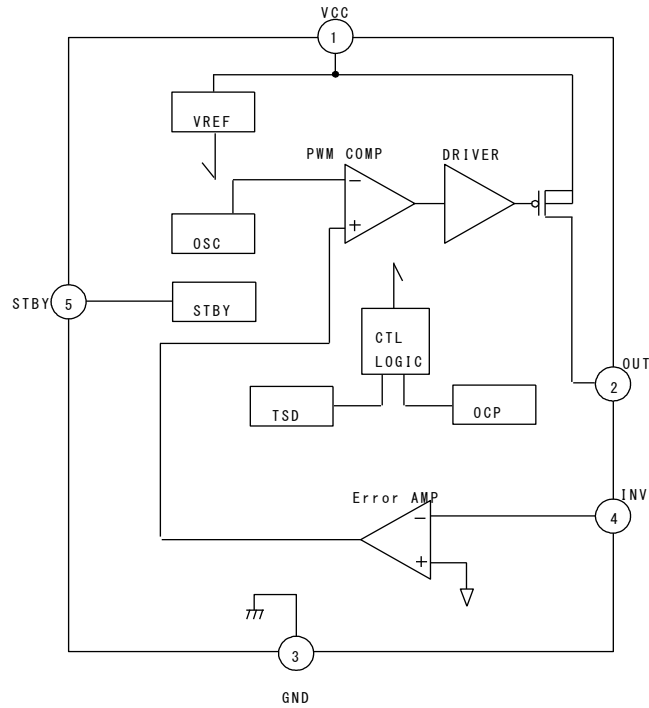 VCC
1
VREF
PWM COMP
DRIVER
−
+
OSC
STBY
5
STBY
CTL
LOGIC
OUT
2
TSD
OCP
Error AMP
INV
−
4
+
3
GND